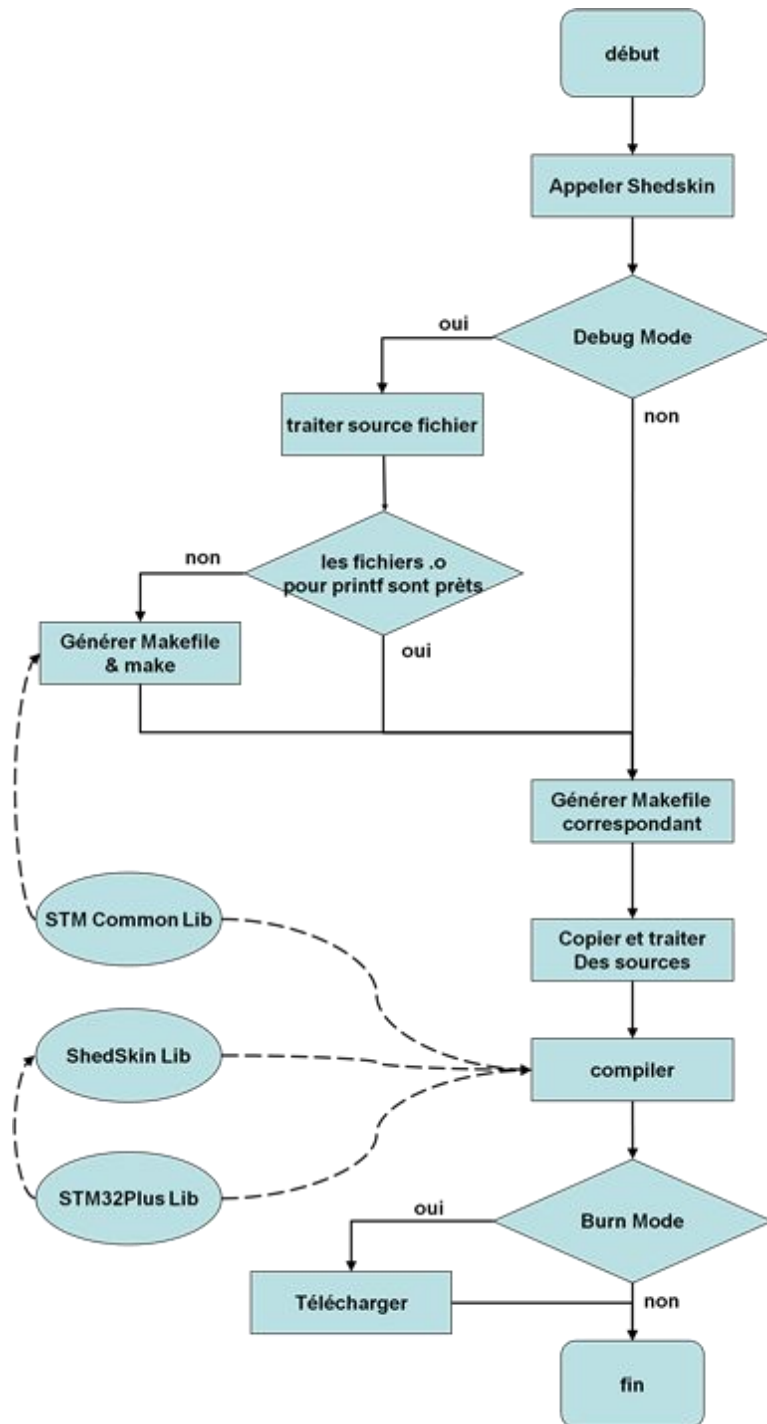 début
Appeler Shedskin
oui
Debug Mode
traiter source fichier
non
non
les fichiers .o
pour printf sont prèts
Générer Makefile
& make
oui
Générer Makefile
correspondant
STM Common Lib
Copier et traiter
Des sources
ShedSkin Lib
compiler
STM32Plus Lib
oui
Burn Mode
Télécharger
non
fin